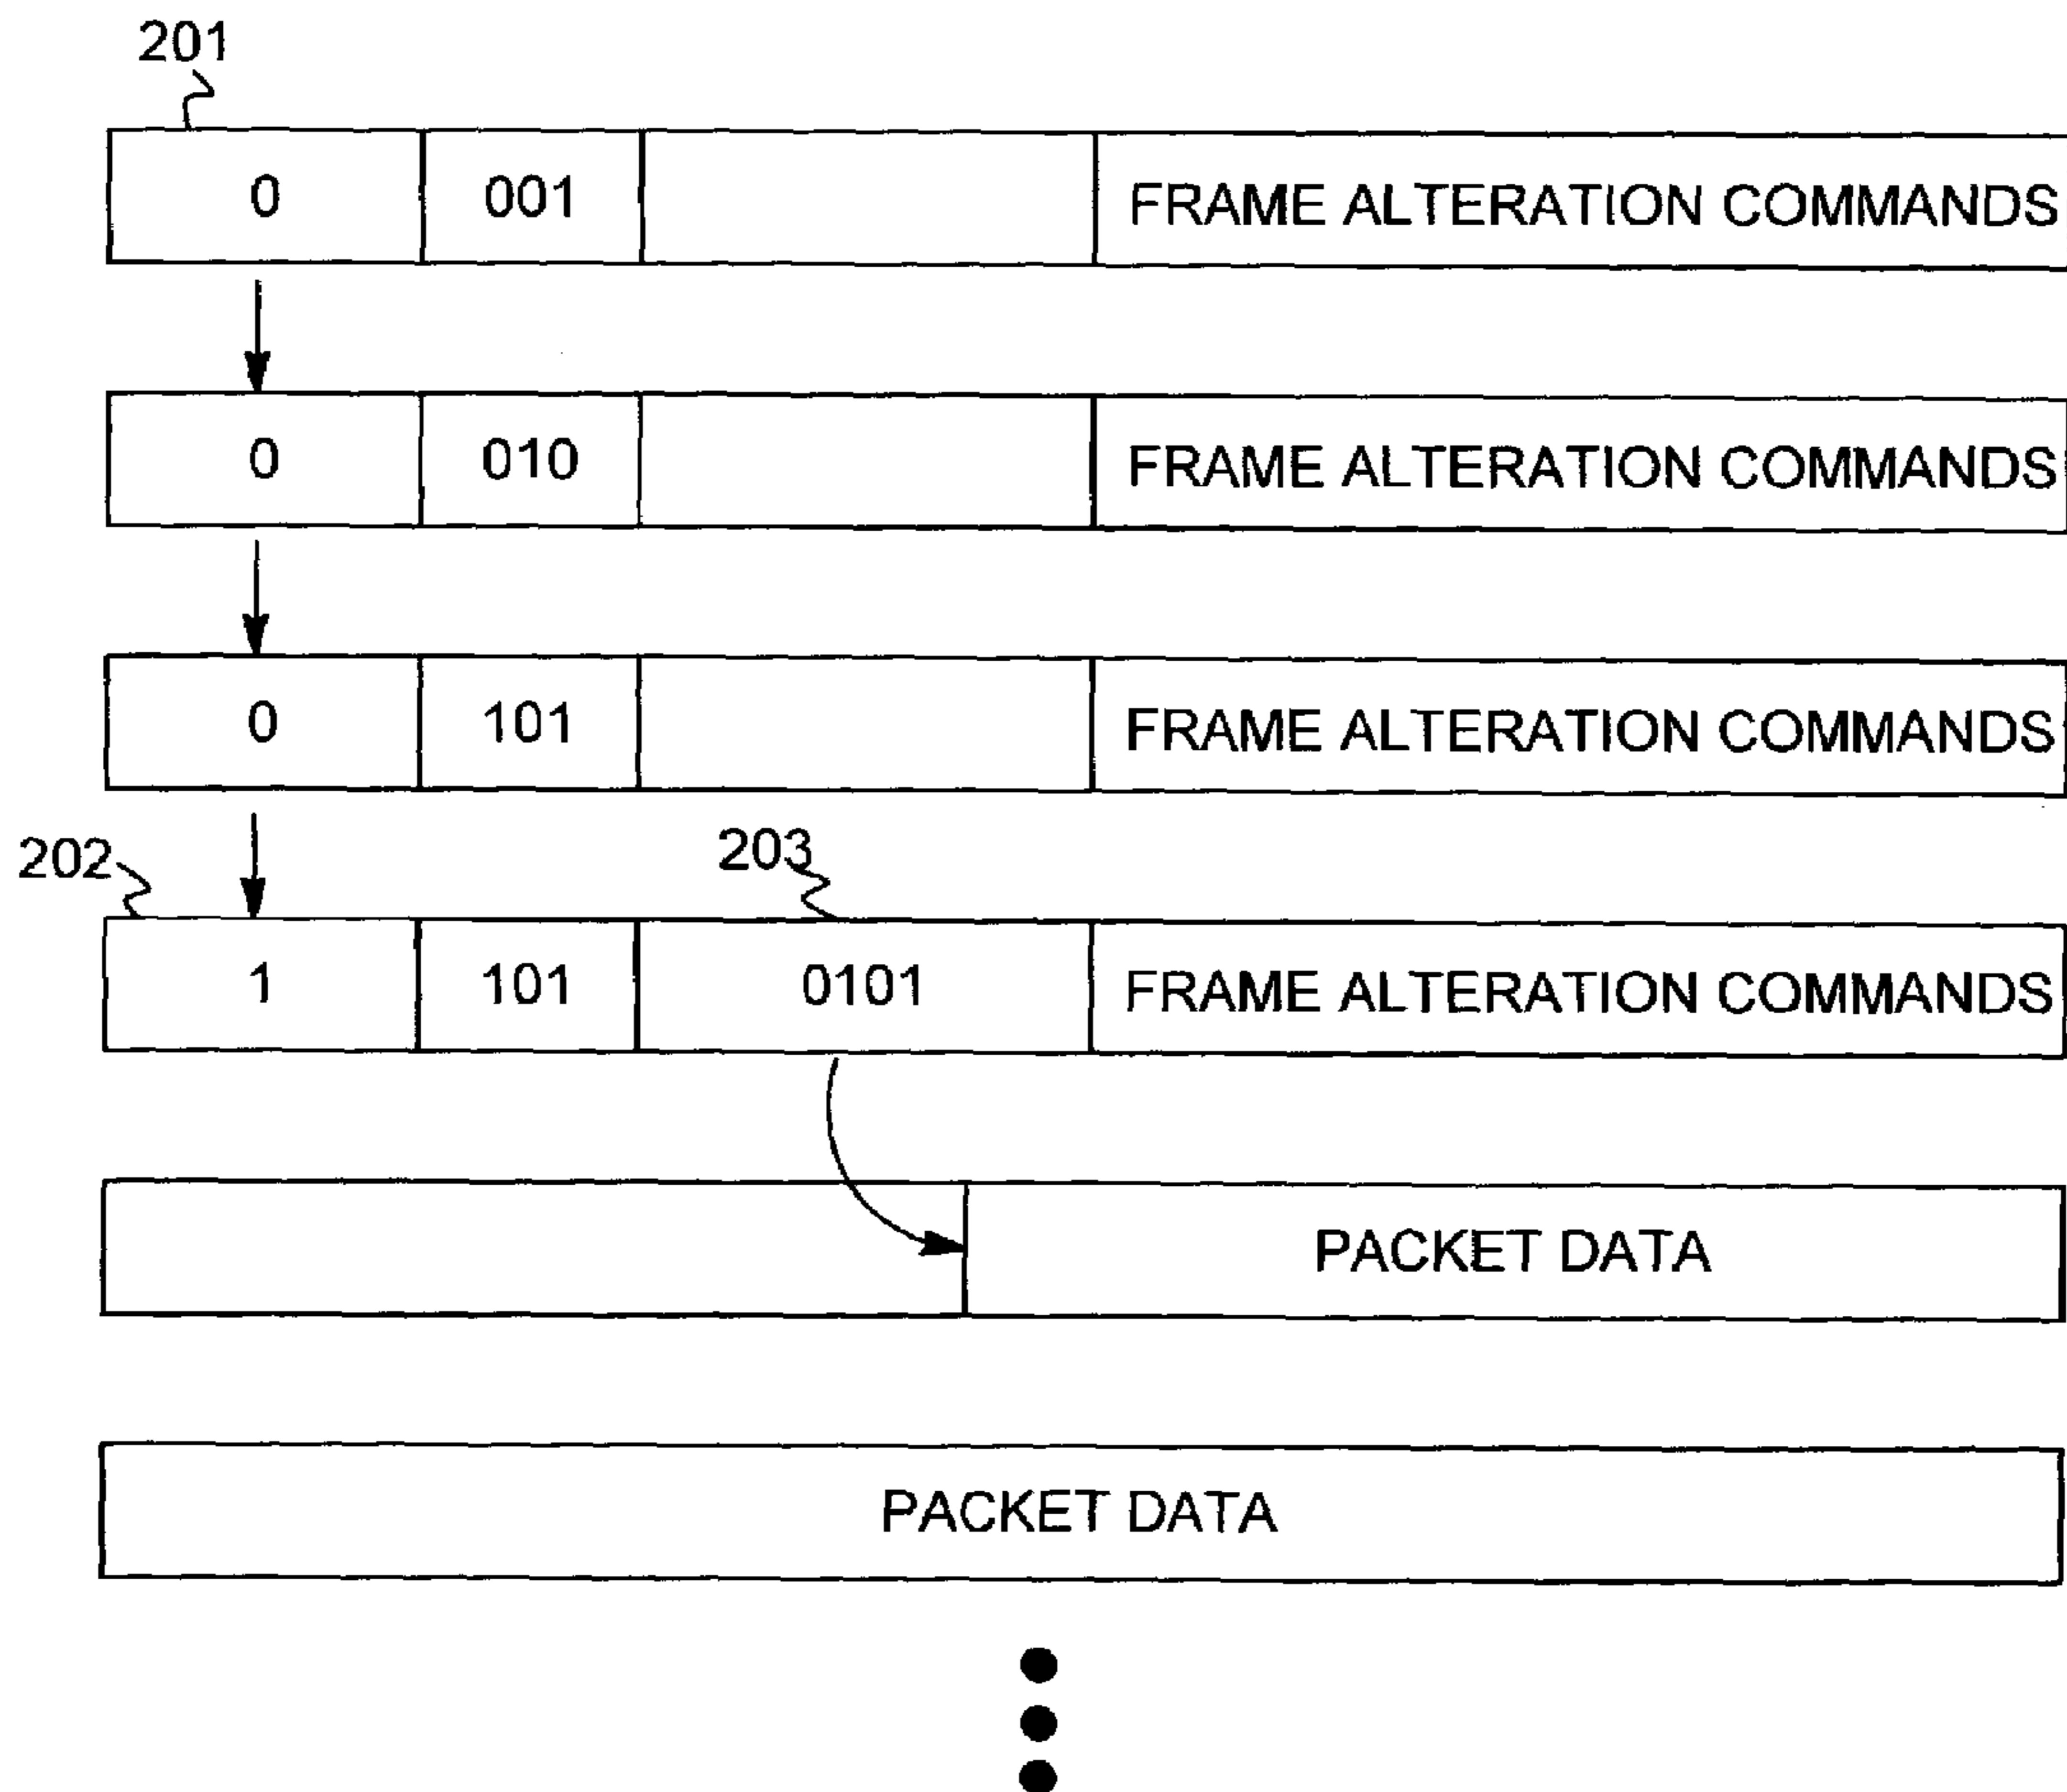 201
0 001 FRAME ALTERATION COMMANDS
0 010 FRAME ALTERATION COMMANDS
0 101 FRAME ALTERATION COMMANDS
202 203
1 101 0101 FRAME ALTERATION COMMANDS
PACKET DATA
PACKET DATA